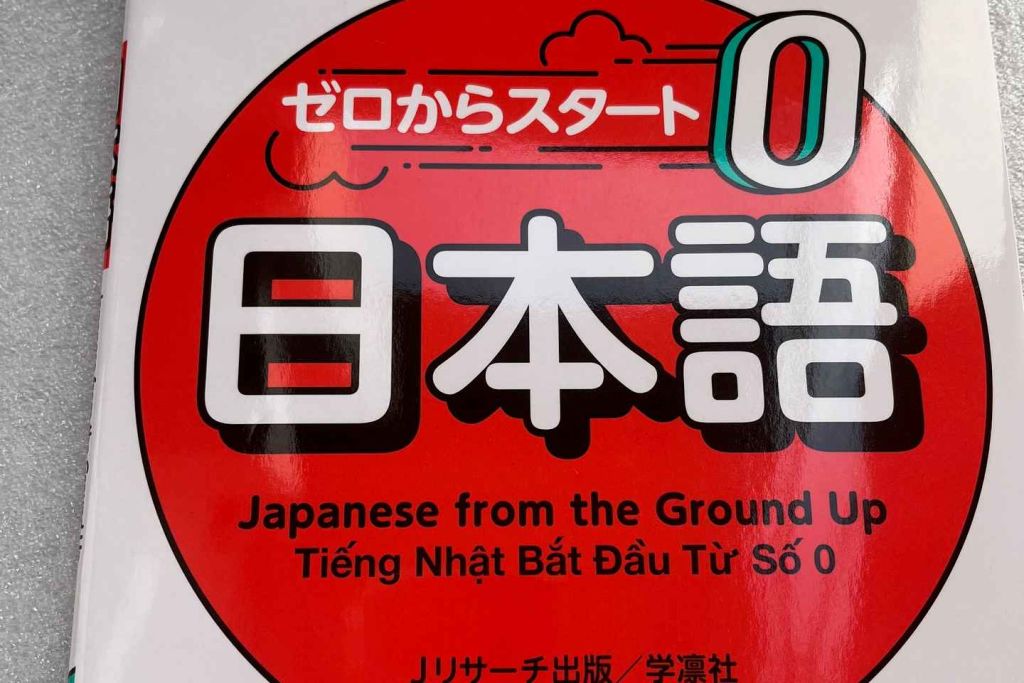 ゼロからスタート 0
日本語
Japanese from the Ground Up
Tiếng Nhật Bắt Đầu Từ Số 0
Jリサーチ出版／学凛社